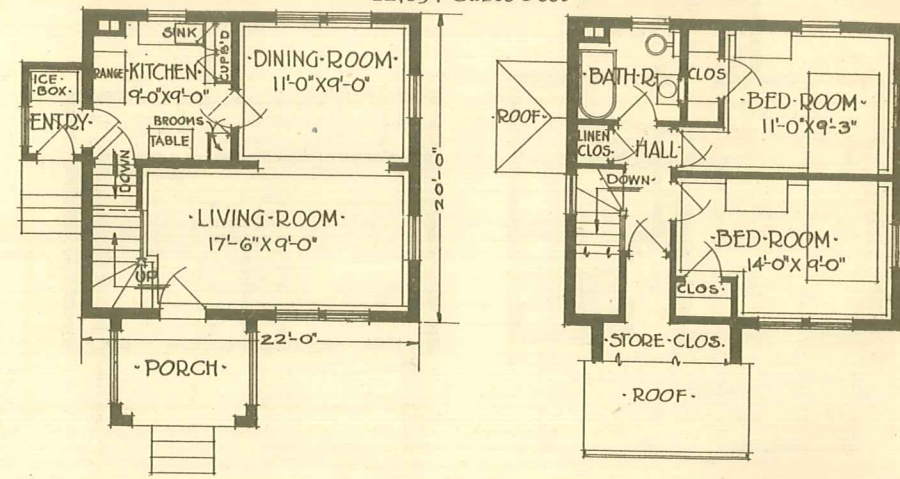 SINK
CUPB'D
RANGE
·KITCHEN·
9'-0"X9'-0"
·DINING·ROOM·
11'-0"X9'-0"
ICE·
BOX·
ENTRY·
BROOMS
TABLE
DOWN
·LIVING·ROOM·
17'-6"X9'-0"
UP
20'-0"
22'-0"
·PORCH·
·BATH·R·
CLOS
·BED·ROOM·
11'-0"X9'-3"
·ROOF·
LINEN
CLOS·
·HALL·
·DOWN·
·BED·ROOM·
14'-0"X 9'-0"
·CLOS·
·STORE·CLOS.
·ROOF·